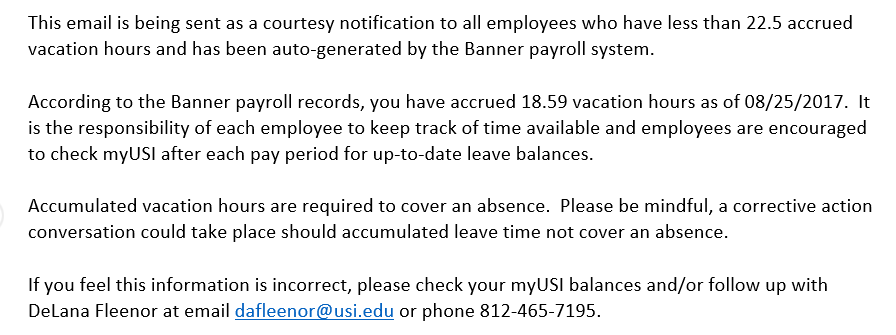 This email is being sent as a courtesy notification to all employees who have less than 22.5 accrued
vacation hours and has been auto-generated by the Banner payroll system.
According to the Banner payroll records, you have accrued 18.59 vacation hours as of 08/25/2017.  It
is the responsibility of each employee to keep track of time available and employees are encouraged
to check myUSI after each pay period for up-to-date leave balances.
Accumulated vacation hours are required to cover an absence.  Please be mindful, a corrective action
conversation could take place should accumulated leave time not cover an absence.
If you feel this information is incorrect, please check your myUSI balances and/or follow up with
DeLana Fleenor at email dafleenor@usi.edu or phone 812-465-7195.